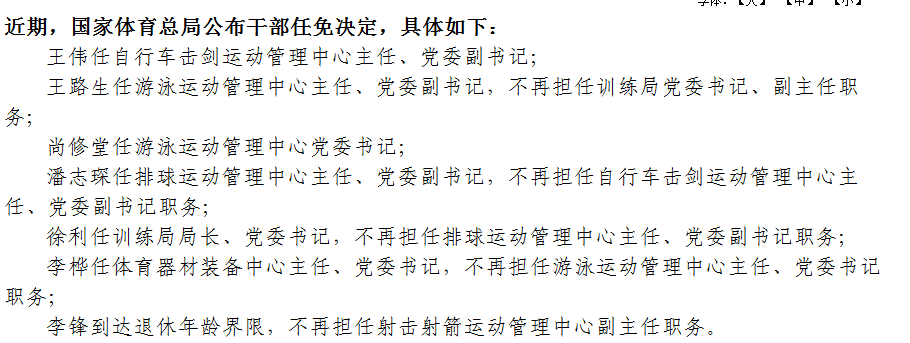 字体：【大】 【中】 【小】
近期，国家体育总局公布干部任免决定，具体如下：
王伟任自行车击剑运动管理中心主任、党委副书记；
王路生任游泳运动管理中心主任、党委副书记，不再担任训练局党委书记、副主任职
务；
尚修堂任游泳运动管理中心党委书记；
潘志琛任排球运动管理中心主任、党委副书记，不再担任自行车击剑运动管理中心主
任、党委副书记职务；
徐利任训练局局长、党委书记，不再担任排球运动管理中心主任、党委副书记职务；
李桦任体育器材装备中心主任、党委书记，不再担任游泳运动管理中心主任、党委书记
职务；
李锋到达退休年龄界限，不再担任射击射箭运动管理中心副主任职务。